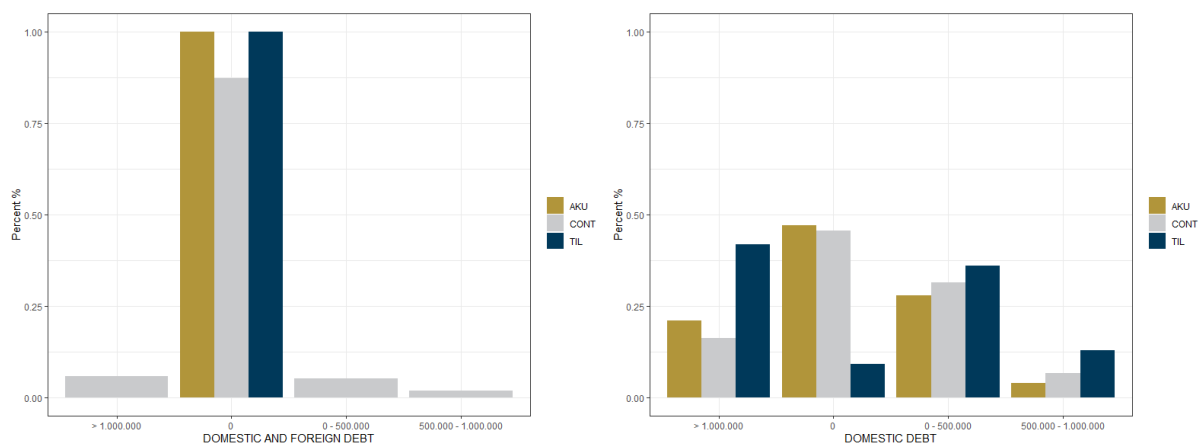 1.00
0.75
0.50
0.25
0.00
Percent %
> 1.000.000
0
0 - 500.000
500.000 - 1.000.000
DOMESTIC AND FOREIGN DEBT
AKU
CONT
TIL
1.00
0.75
0.50
0.25
0.00
Percent %
> 1.000.000
0
0 - 500.000
500.000 - 1.000.000
DOMESTIC DEBT
AKU
CONT
TIL